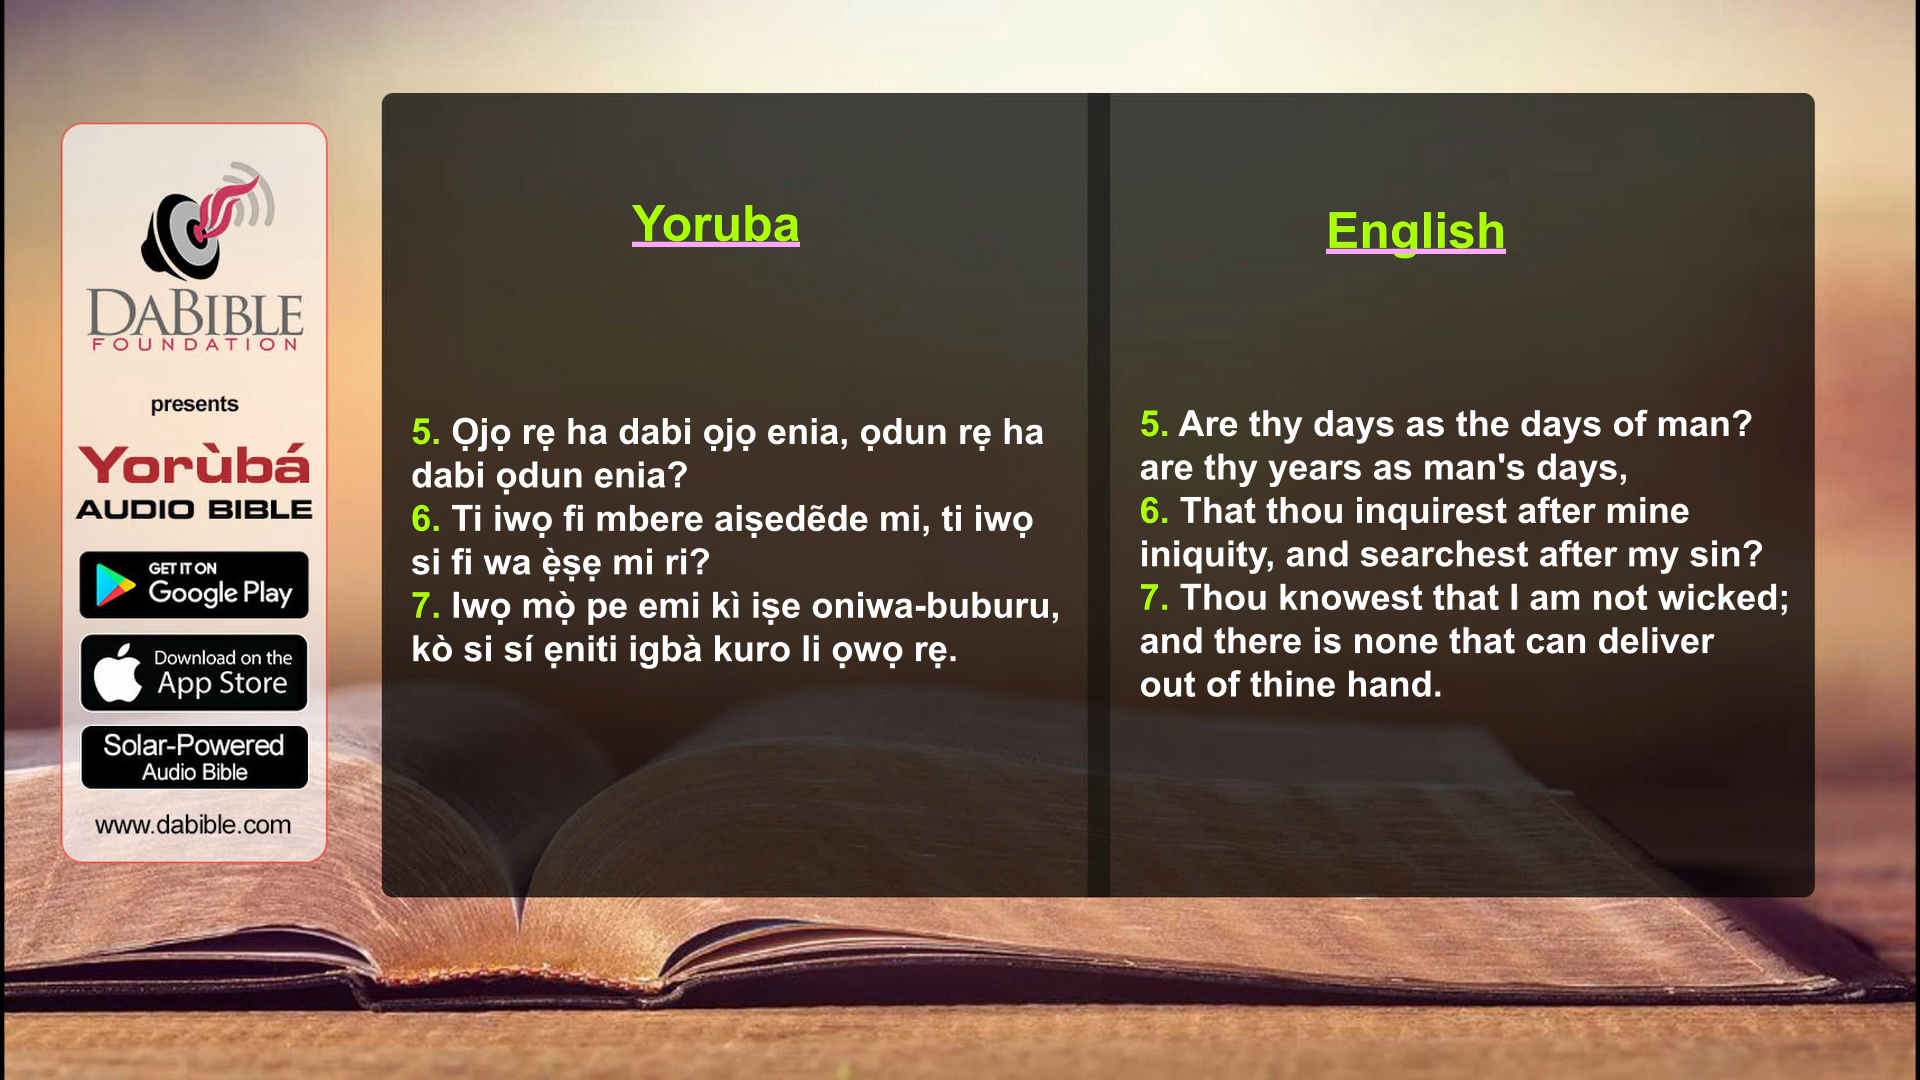 DABIBLE
FOUNDATION
presents
Yorùbá
AUDIO BIBLE
GET IT ON
Google Play
Download on the
App Store
Solar-Powered
Audio Bible
www.dabible.com
Yoruba
5. Ọjọ rẹ ha dabi ọjọ enia, ọdun rẹ ha
dabi ọdun enia?
6. Ti iwọ fi mbere aiṣedẽde mi, ti iwọ
si fi wa ẹ̀ṣẹ mi ri?
7. Iwọ mọ̀ pe emi kì iṣe oniwa-buburu,
kò si sí ẹniti igbà kuro li ọwọ rẹ.
English
5. Are thy days as the days of man?
are thy years as man's days,
6. That thou inquirest after mine
iniquity, and searchest after my sin?
7. Thou knowest that I am not wicked;
and there is none that can deliver
out of thine hand.